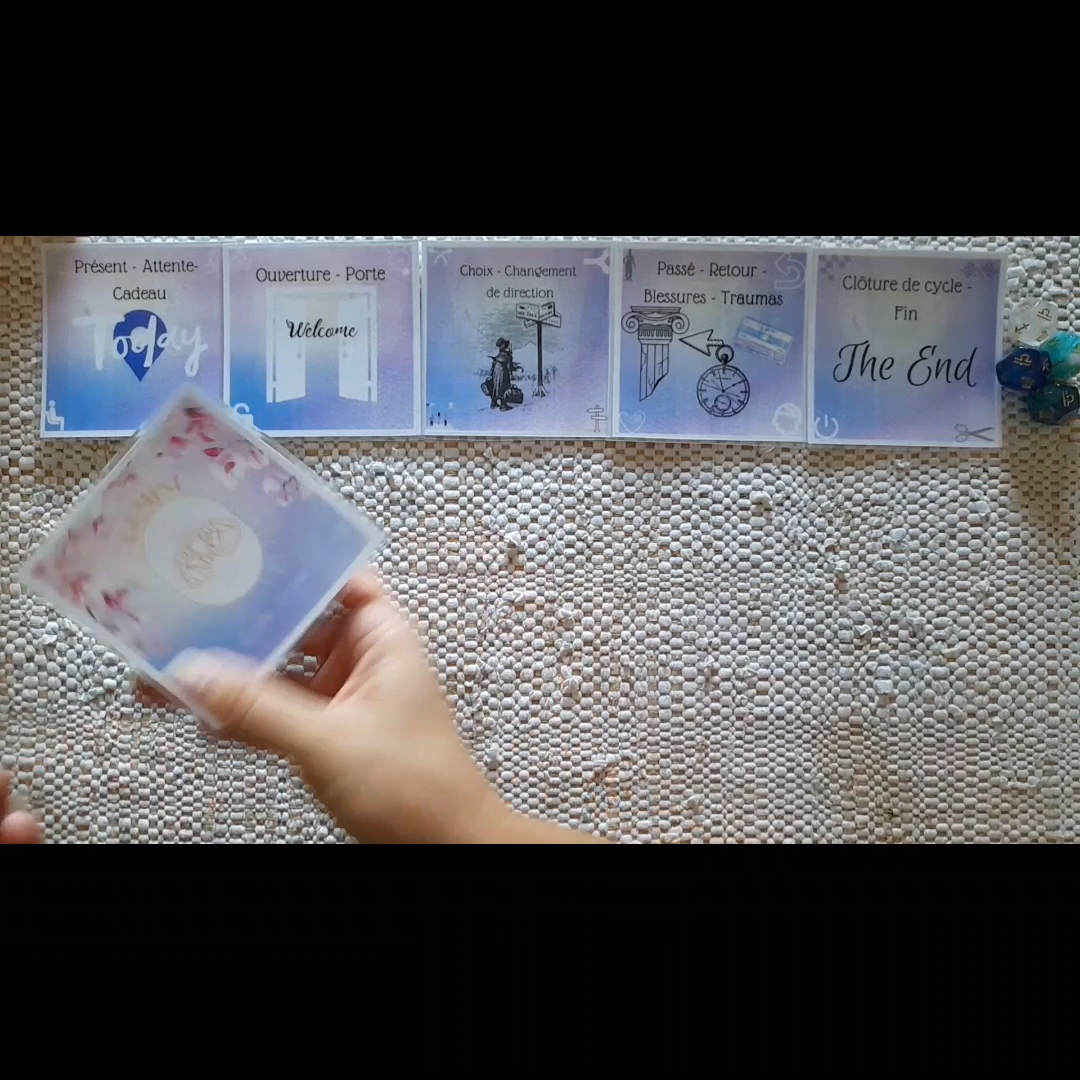 Présent - Attente-
Cadeau
Today
Ouverture - Porte
Welcome
Choix - Changement
de direction
Passé - Retour -
Blessures - Traumas
Clôture de cycle -
Fin
The End